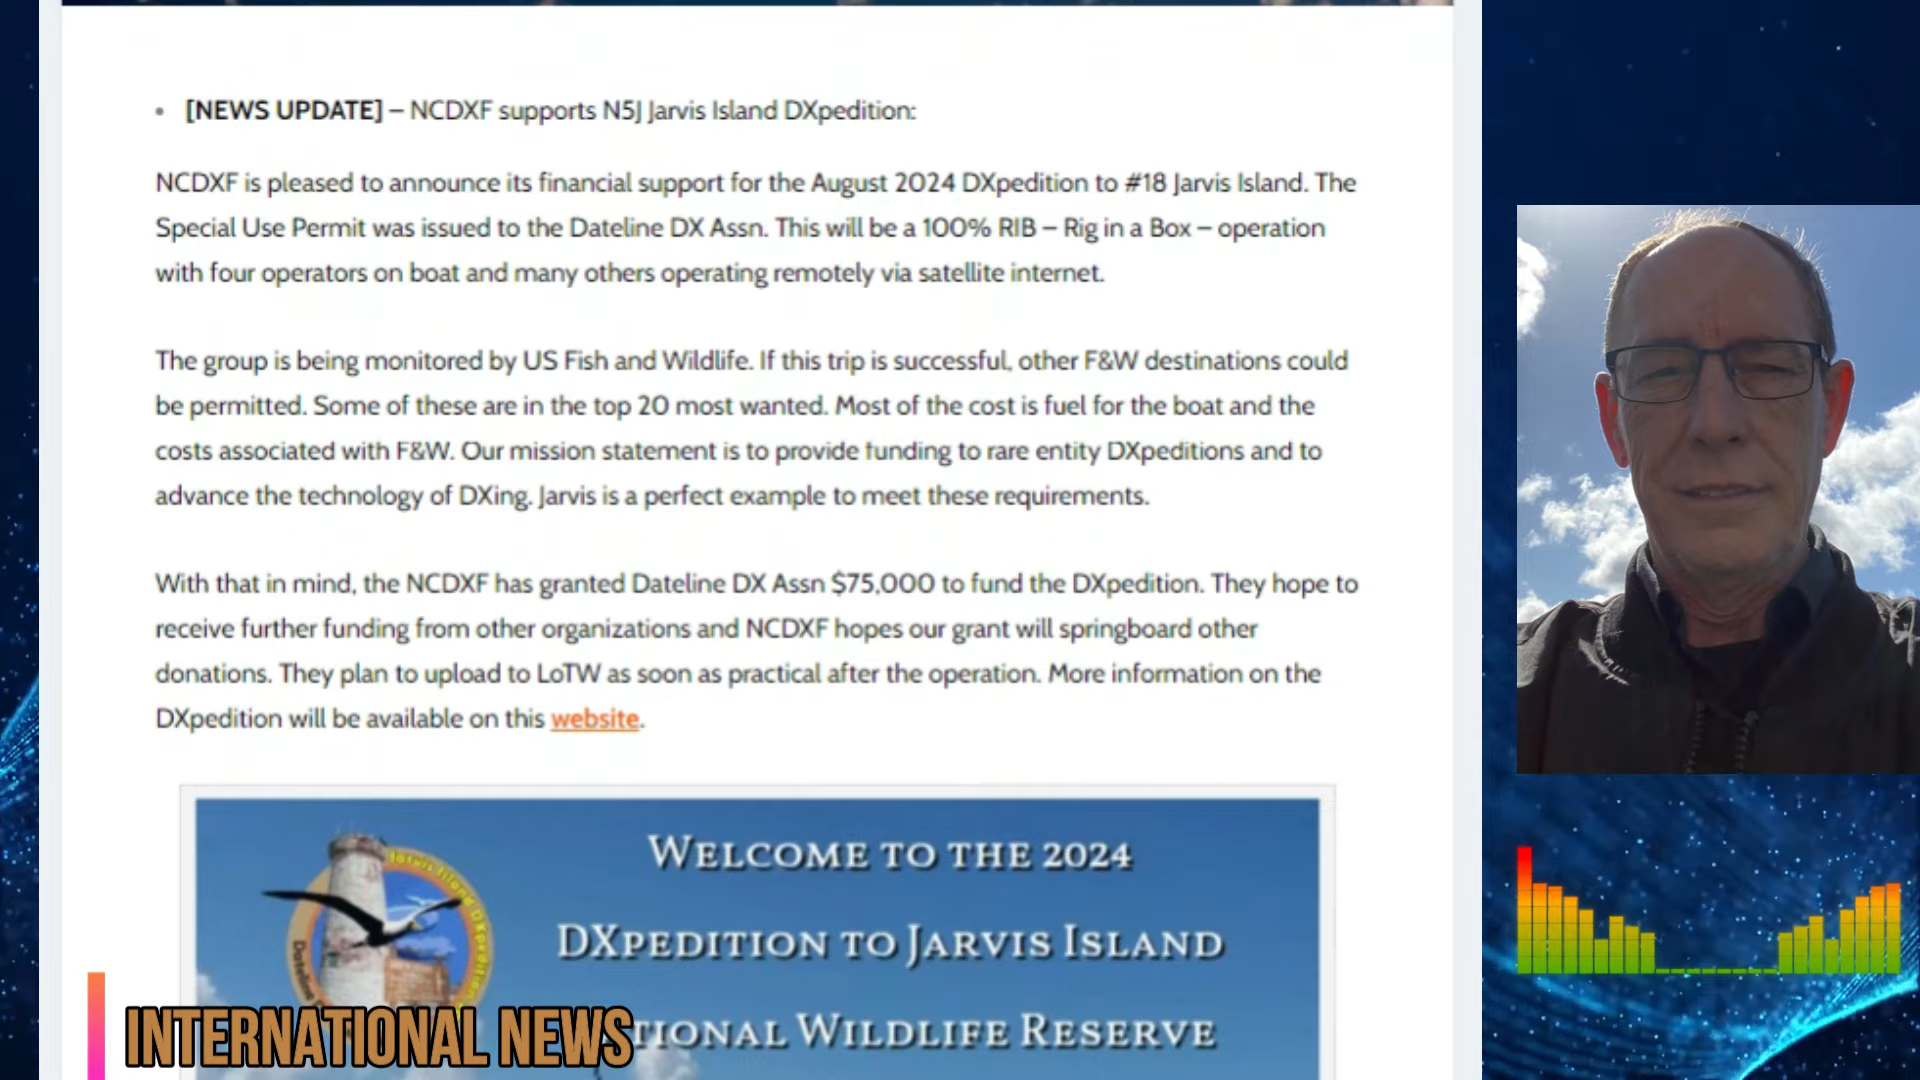 [NEWS UPDATE] – NCDXF supports N5J Jarvis Island DXpedition:
NCDXF is pleased to announce its financial support for the August 2024 DXpedition to #18 Jarvis Island. The
Special Use Permit was issued to the Dateline DX Assn. This will be a 100% RIB – Rig in a Box – operation
with four operators on boat and many others operating remotely via satellite internet.
The group is being monitored by US Fish and Wildlife. If this trip is successful, other F&W destinations could
be permitted. Some of these are in the top 20 most wanted. Most of the cost is fuel for the boat and the
costs associated with F&W. Our mission statement is to provide funding to rare entity DXpeditions and to
advance the technology of DXing. Jarvis is a perfect example to meet these requirements.
With that in mind, the NCDXF has granted Dateline DX Assn $75,000 to fund the DXpedition. They hope to
receive further funding from other organizations and NCDXF hopes our grant will springboard other
donations. They plan to upload to LoTW as soon as practical after the operation. More information on the
DXpedition will be available on this website.
WELCOME TO THE 2024
DXPEDITION TO JARVIS ISLAND
TIONAL WILDLIFE RESERVE
Jarvis Island DXpedition
INTERNATIONAL NEWS